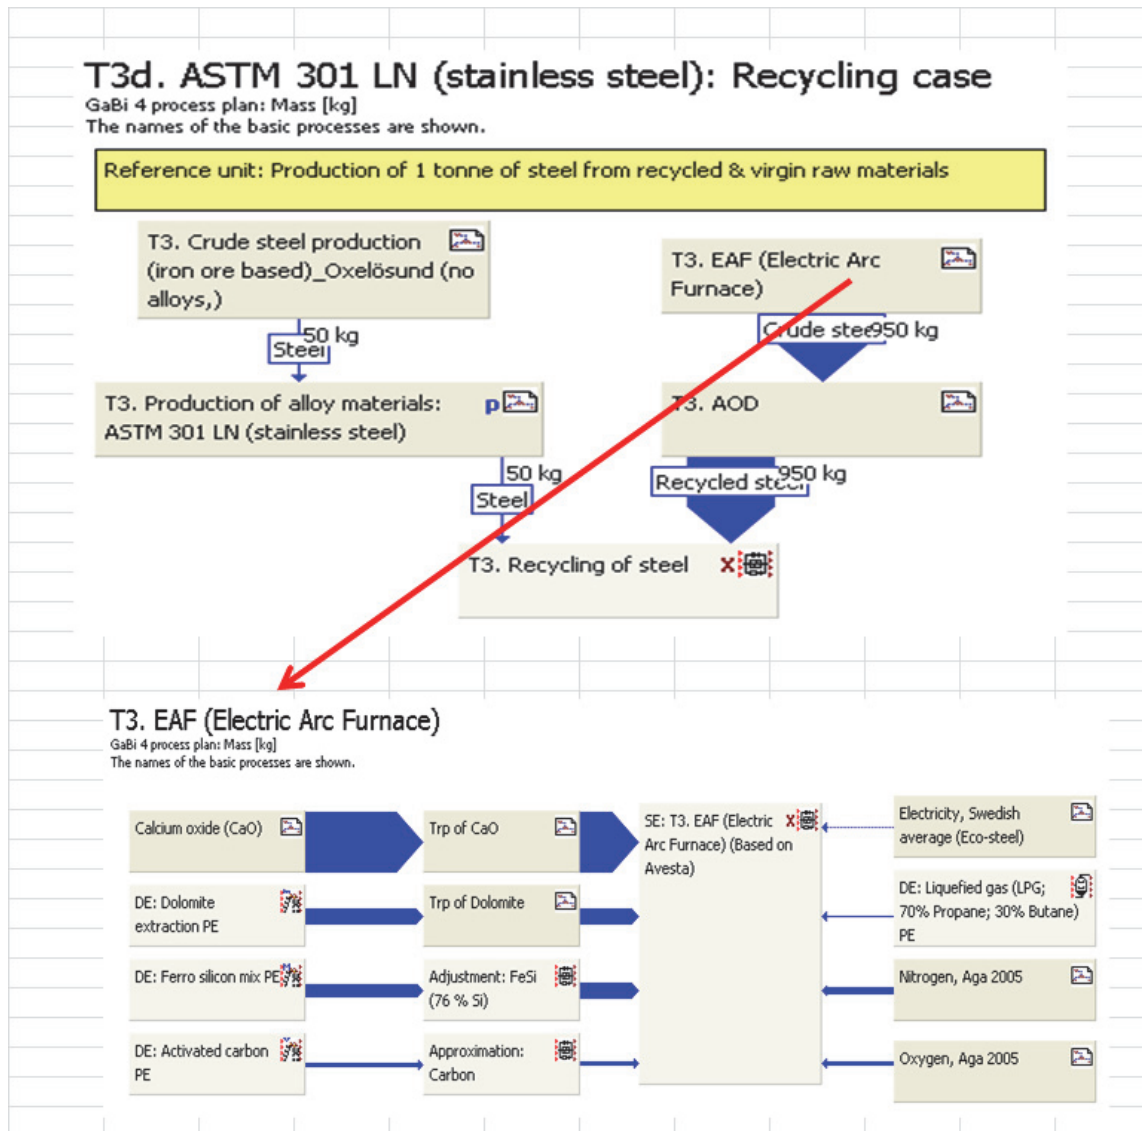 T3d. ASTM 301 LN (stainless steel): Recycling case
GaBi 4 process plan: Mass [kg]
The names of the basic processes are shown.
Reference unit: Production of 1 tonne of steel from recycled & virgin raw materials
T3. Crude steel production
(iron ore based)_Oxelösund (no
alloys,)
T3. EAF (Electric Arc
Furnace)
50 kg
Steel
Crude steel
950 kg
T3. Production of alloy materials:
ASTM 301 LN (stainless steel)
p
T3. AOD
50 kg
Steel
Recycled steel
950 kg
T3. Recycling of steel
X
T3. EAF (Electric Arc Furnace)
GaBi 4 process plan: Mass [kg]
The names of the basic processes are shown.
Calcium oxide (CaO)
Trp of CaO
SE: T3. EAF (Electric
Arc Furnace) (Based on
Avesta)
X
Electricity, Swedish
average (Eco-steel)
DE: Dolomite
extraction PE
Trp of Dolomite
DE: Liquefied gas (LPG;
70% Propane; 30% Butane)
PE
DE: Ferro silicon mix PE
Adjustment: FeSi
(76 % Si)
Nitrogen, Aga 2005
DE: Activated carbon
PE
Approximation:
Carbon
Oxygen, Aga 2005